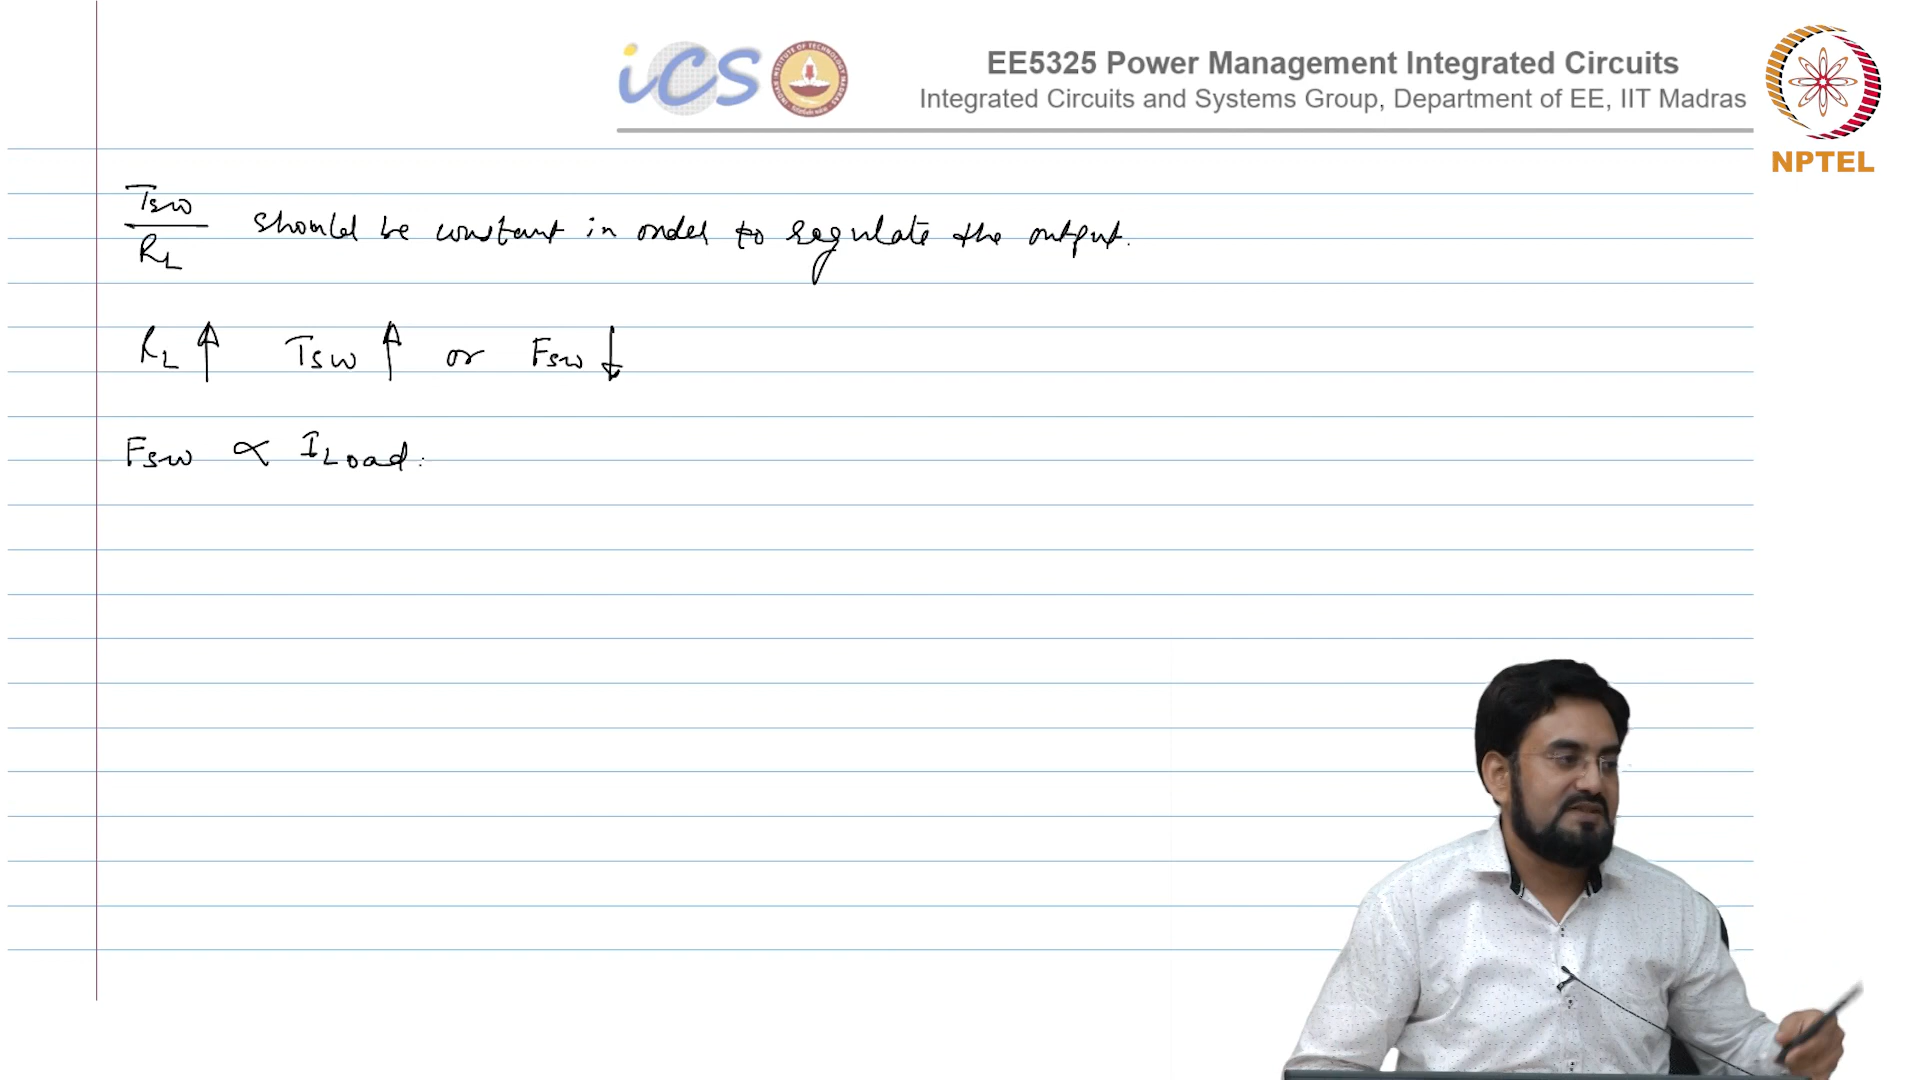 iCS
EE5325 Power Management Integrated Circuits
Integrated Circuits and Systems Group, Department of EE, IIT Madras
NPTEL
Tsw
RL
should be constant in order to regulate the output.
RL ↑ Tsw ↑ or Fsw ↓
Fsw ∝ ILoad.